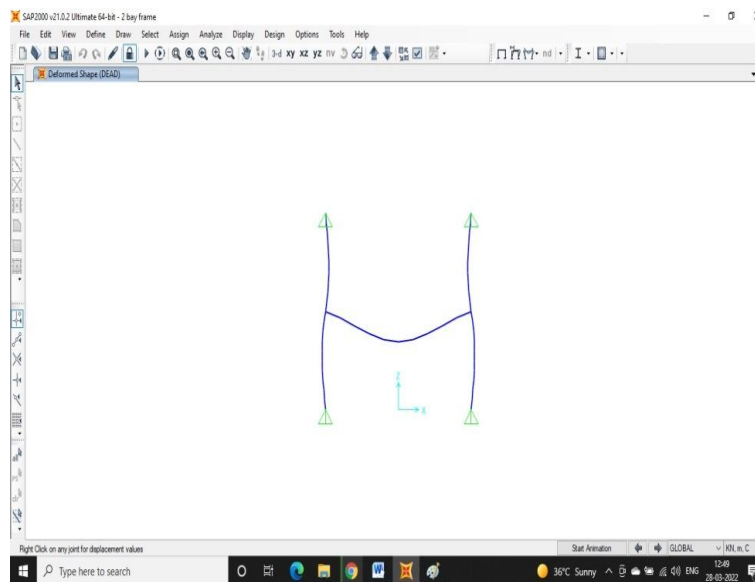 SAP2000 v21.0.2 Ultimate 64-bit - 2 bay frame
File Edit View Define Draw Select Assign Analyze Display Design Options Tools Help
3-d xy xz yz nv nd
Deformed Shape (DEAD)
Z
X
Right Click on any joint for displacement values
Start Animation GLOBAL KN, m, C
Type here to search
36°C Sunny ENG
12:49
28-03-2022